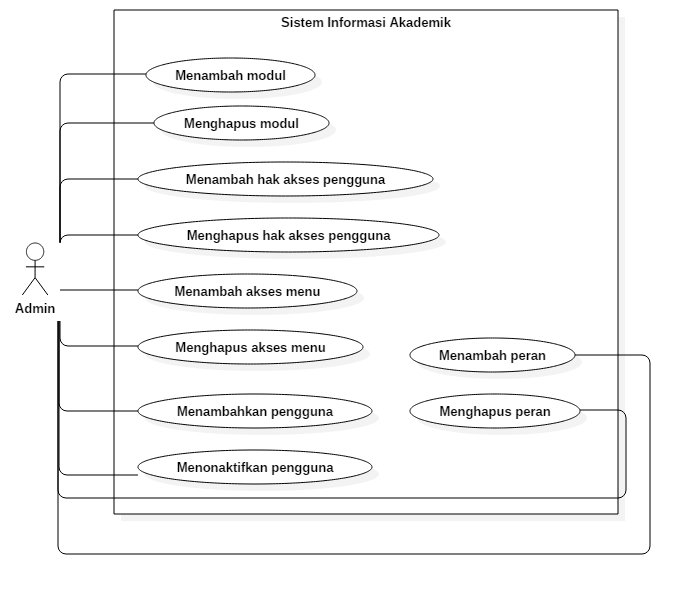 Sistem Informasi Akademik
Menambah modul
Menghapus modul
Menambah hak akses pengguna
Menghapus hak akses pengguna
Menambah akses menu
Admin
Menghapus akses menu
Menambah peran
Menambahkan pengguna
Menghapus peran
Menonaktifkan pengguna